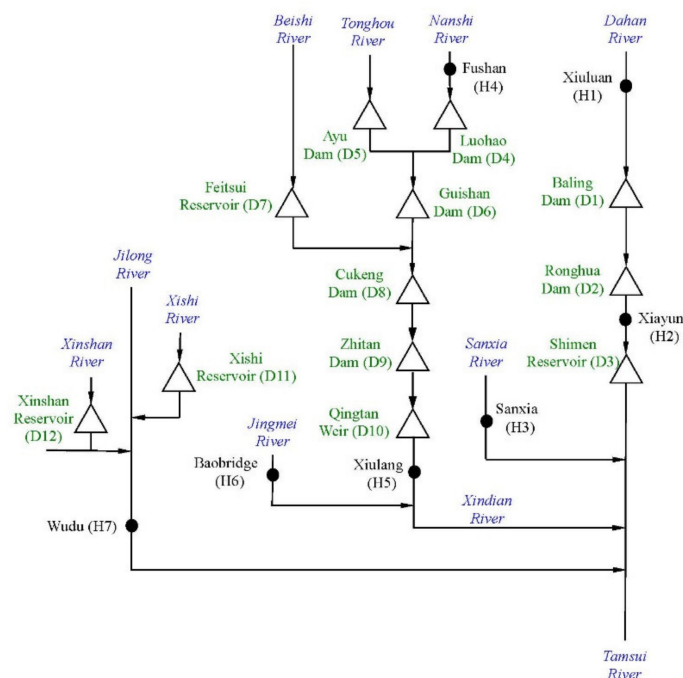 Beishi
River
Tonghou
River
Nanshi
River
Dahan
River
Fushan
(H4)
Xiuluan
(H1)
Ayu
Dam (D5)
Luohao
Dam (D4)
Feitsui
Reservoir (D7)
Guishan
Dam (D6)
Baling
Dam (D1)
Jilong
River
Cukeng
Dam (D8)
Ronghua
Dam (D2)
Xishi
River
Xiayun
(H2)
Xinshan
River
Xishi
Reservoir (D11)
Zhitan
Dam (D9)
Sanxia
River
Shimen
Reservoir (D3)
Xinshan
Reservoir
(D12)
Jingmei
River
Qingtan
Weir (D10)
Sanxia
(H3)
Baobridge
(H6)
Xiulang
(H5)
Wudu (H7)
Xindian
River
Tamsui
River